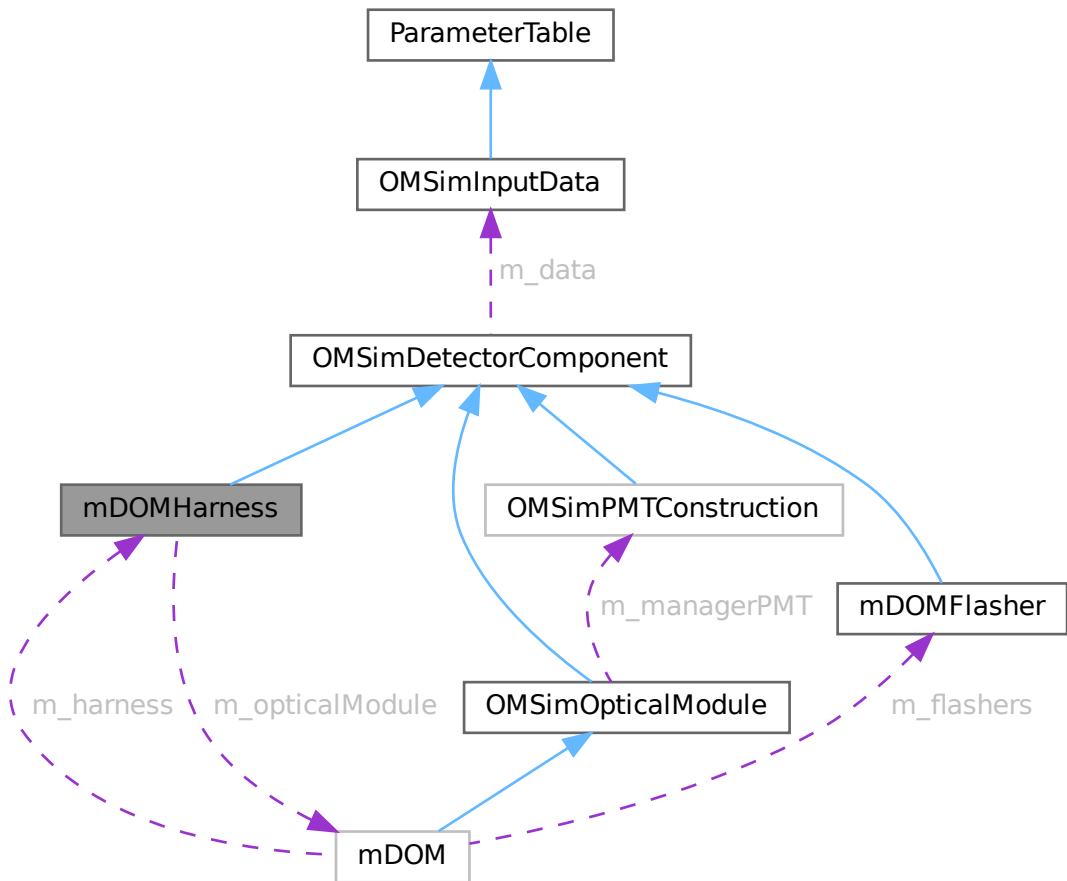 ParameterTable
OMSimInputData
m_data
OMSimDetectorComponent
mDOMHarness
OMSimPMTConstruction
m_managerPMT
mDOMFlasher
m_harness
m_opticalModule
OMSimOpticalModule
m_flashers
mDOM